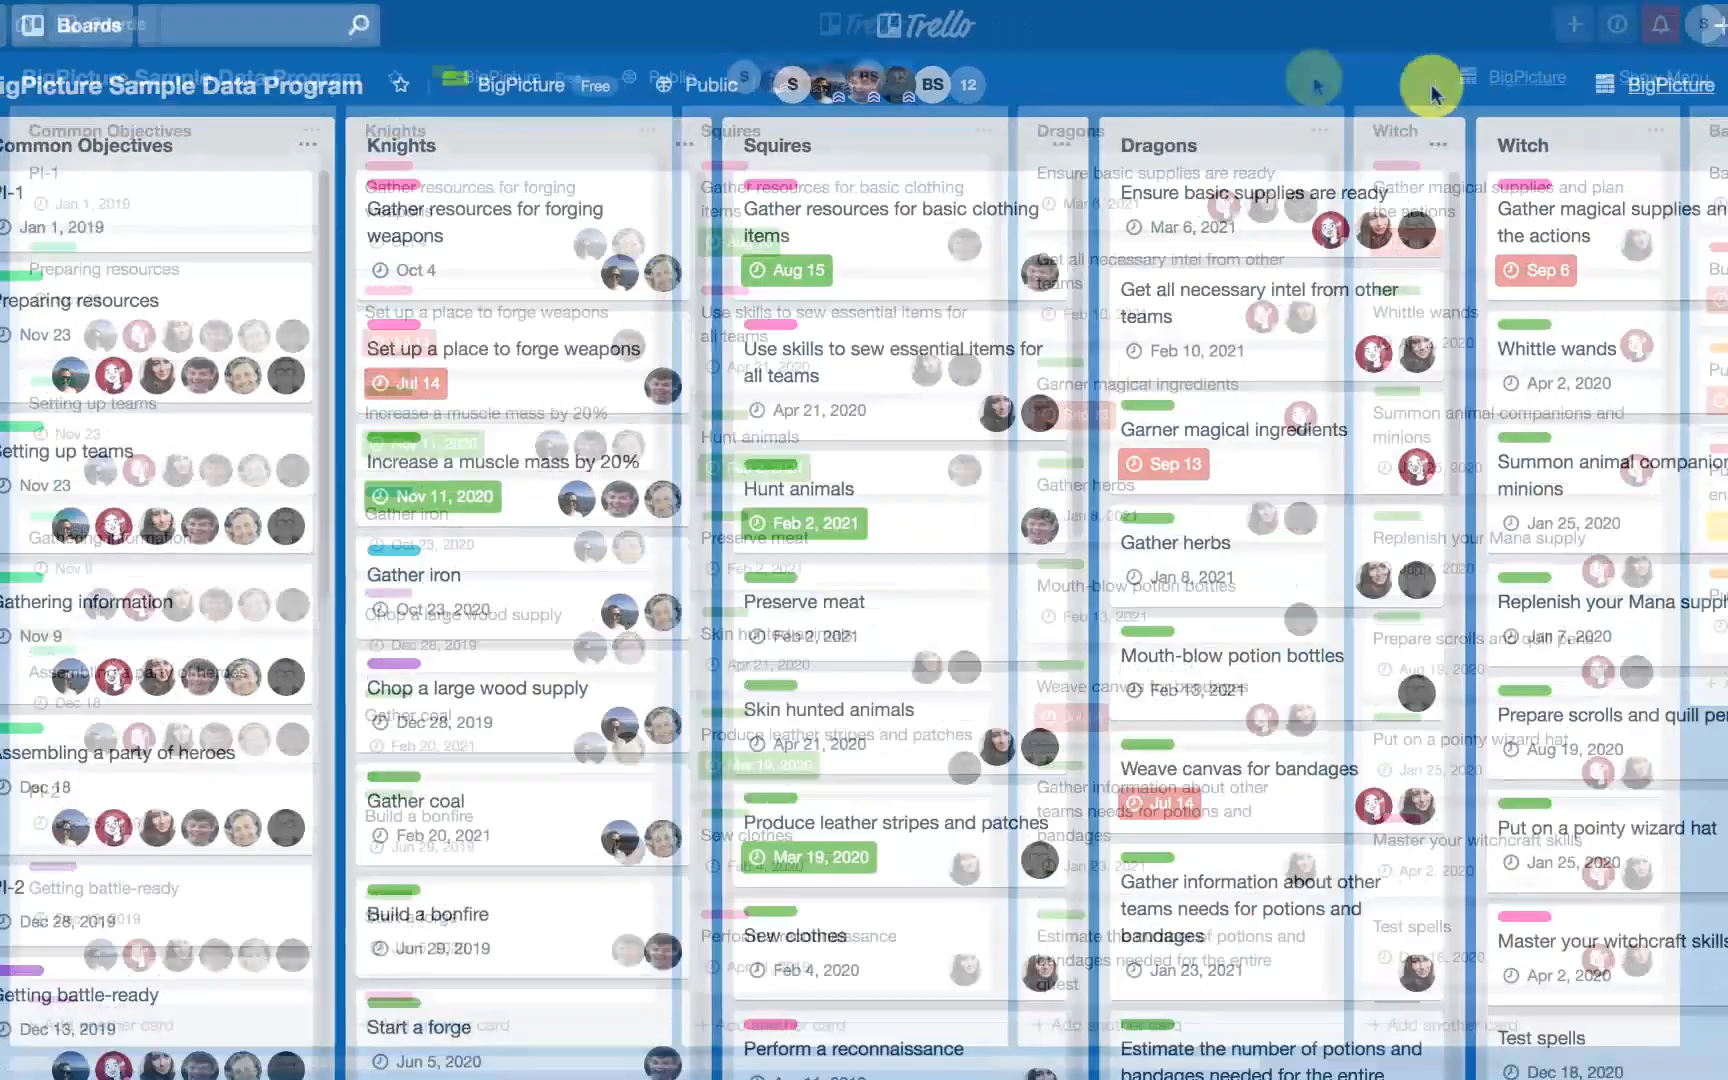 Boards
Trello
BigPicture Sample Data Program
BigPicture
Free
Public
BS
12
BigPicture
Show Menu
BigPicture
Common Objectives
PI-1
Jan 1, 2019
Preparing resources
Nov 23
Setting up teams
Nov 23
Gathering information
Nov 9
Assembling a party of heroes
Dec 18
PI-2
Dec 28, 2019
Getting battle-ready
Dec 13, 2019
Knights
Gather resources for forging
weapons
Oct 4
Set up a place to forge weapons
Jul 14
Increase a muscle mass by 20%
Nov 11, 2020
Gather iron
Oct 23, 2020
Chop a large wood supply
Dec 28, 2019
Gather coal
Feb 20, 2021
Build a bonfire
Jun 29, 2019
Start a forge
Jun 5, 2020
Squires
Gather resources for basic clothing
items
Aug 15
Use skills to sew essential items for
all teams
Apr 21, 2020
Hunt animals
Feb 2, 2021
Preserve meat
Feb 2, 2021
Skin hunted animals
Apr 21, 2020
Produce leather stripes and patches
Mar 19, 2020
Sew clothes
Feb 4, 2020
Perform a reconnaissance
Dragons
Ensure basic supplies are ready
Mar 6, 2021
Get all necessary intel from other
teams
Feb 10, 2021
Garner magical ingredients
Sep 13
Gather herbs
Jan 8, 2021
Mouth-blow potion bottles
Feb 13, 2021
Weave canvas for bandages
Jul 14
Gather information about other
teams needs for potions and
bandages
Jan 23, 2021
Estimate the number of potions and
bandages needed for the entire
Witch
Gather magical supplies and plan
the actions
Sep 6
Whittle wands
Apr 2, 2020
Summon animal companions and
minions
Jan 25, 2020
Replenish your Mana supply
Jan 7, 2020
Prepare scrolls and quill pens
Aug 19, 2020
Put on a pointy wizard hat
Jan 25, 2020
Master your witchcraft skills
Apr 2, 2020
Test spells
Dec 18, 2020